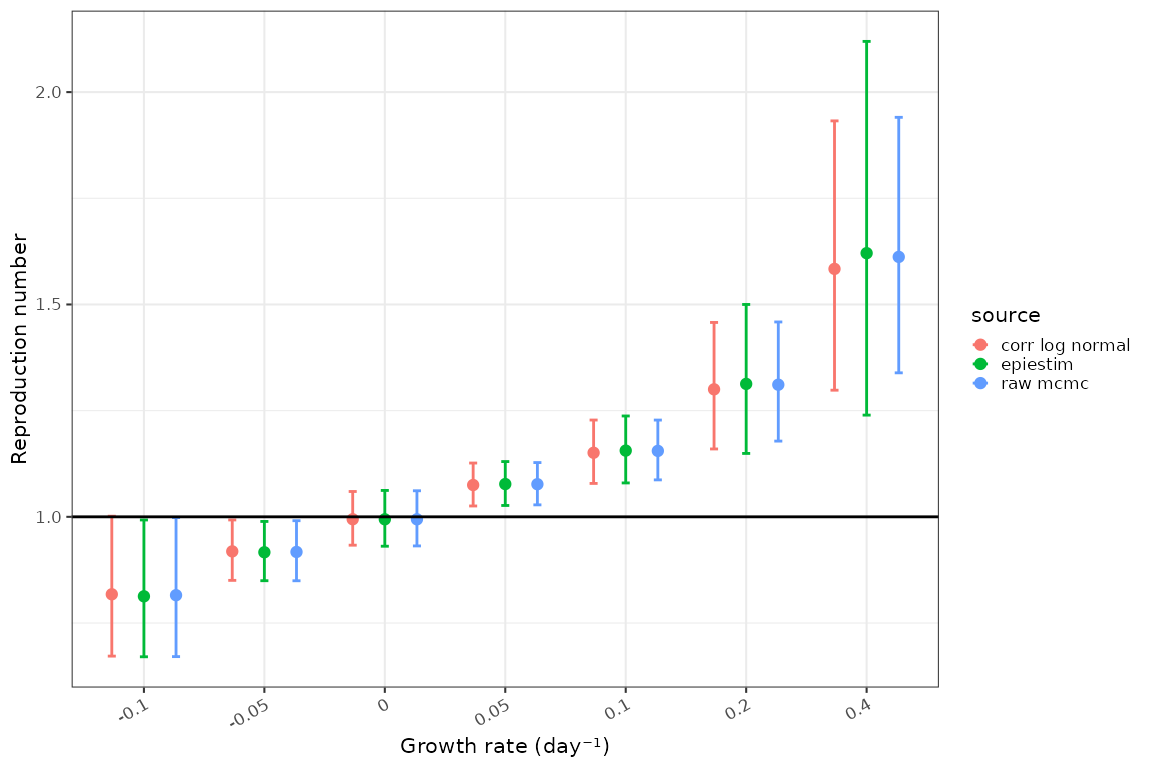 Reproduction number
2.0
1.5
1.0
-0.1
-0.05
0
0.05
0.1
0.2
0.4
Growth rate (day⁻¹)
source
corr log normal
epiestim
raw mcmc